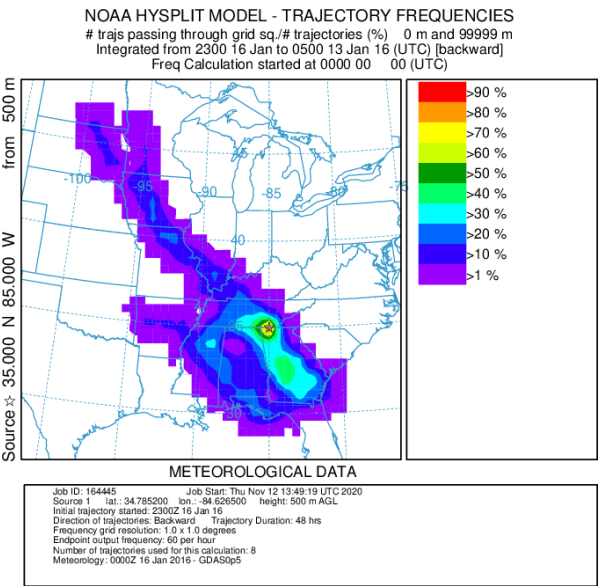 NOAA HYSPLIT MODEL - TRAJECTORY FREQUENCIES
# trajs passing through grid sq./# trajectories (%) 0 m and 99999 m
Integrated from 2300 16 Jan to 0500 13 Jan 16 (UTC) [backward]
Freq Calculation started at 0000 00 00 (UTC)
Source ☆ 35.000 N 85.000 W from 500 m
-100
-95
-90
-85
-75
45
40
35
30
>90 %
>80 %
>70 %
>60 %
>50 %
>40 %
>30 %
>20 %
>10 %
>1 %
METEOROLOGICAL DATA
Job ID: 164445 Job Start: Thu Nov 12 13:49:19 UTC 2020
Source 1 lat.: 34.785200 lon.: -84.626500 height: 500 m AGL
Initial trajectory started: 2300Z 16 Jan 16
Direction of trajectories: Backward Trajectory Duration: 48 hrs
Frequency grid resolution: 1.0 x 1.0 degrees
Endpoint output frequency: 60 per hour
Number of trajectories used for this calculation: 8
Meteorology: 0000Z 16 Jan 2016 - GDAS0p5